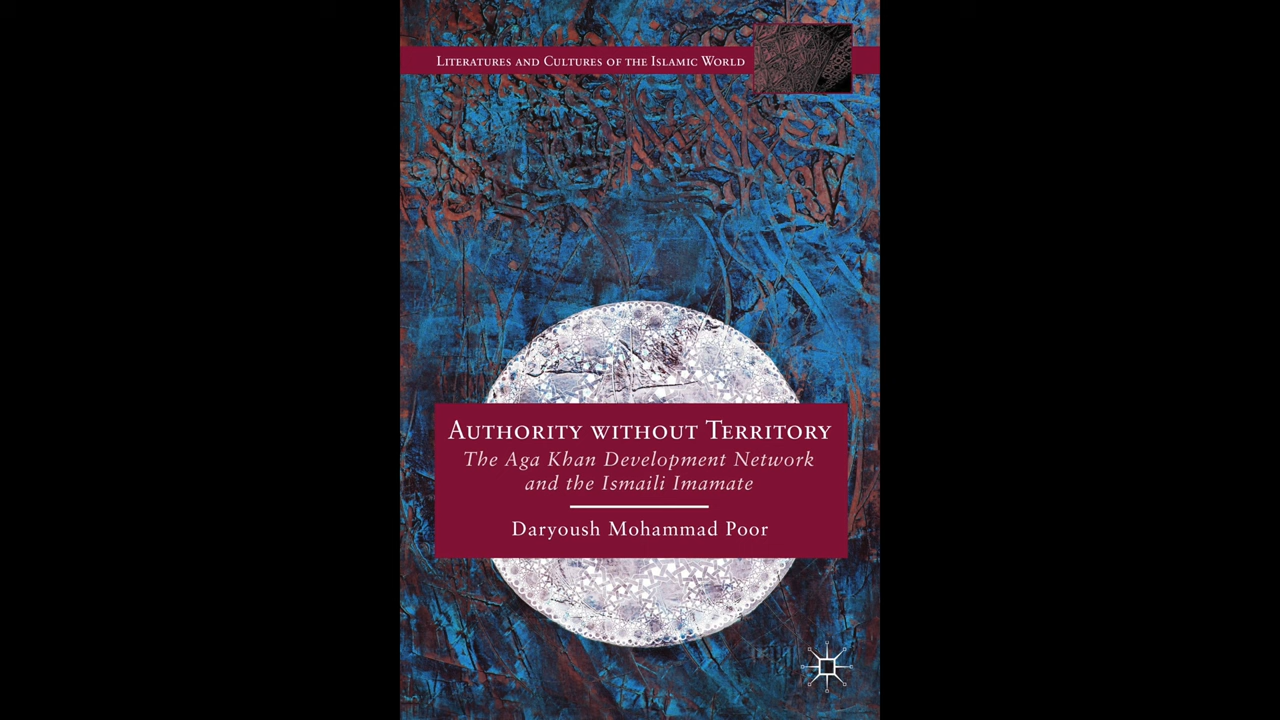 Literatures and Cultures of the Islamic World
Authority without Territory
The Aga Khan Development Network
and the Ismaili Imamate
Daryoush Mohammad Poor